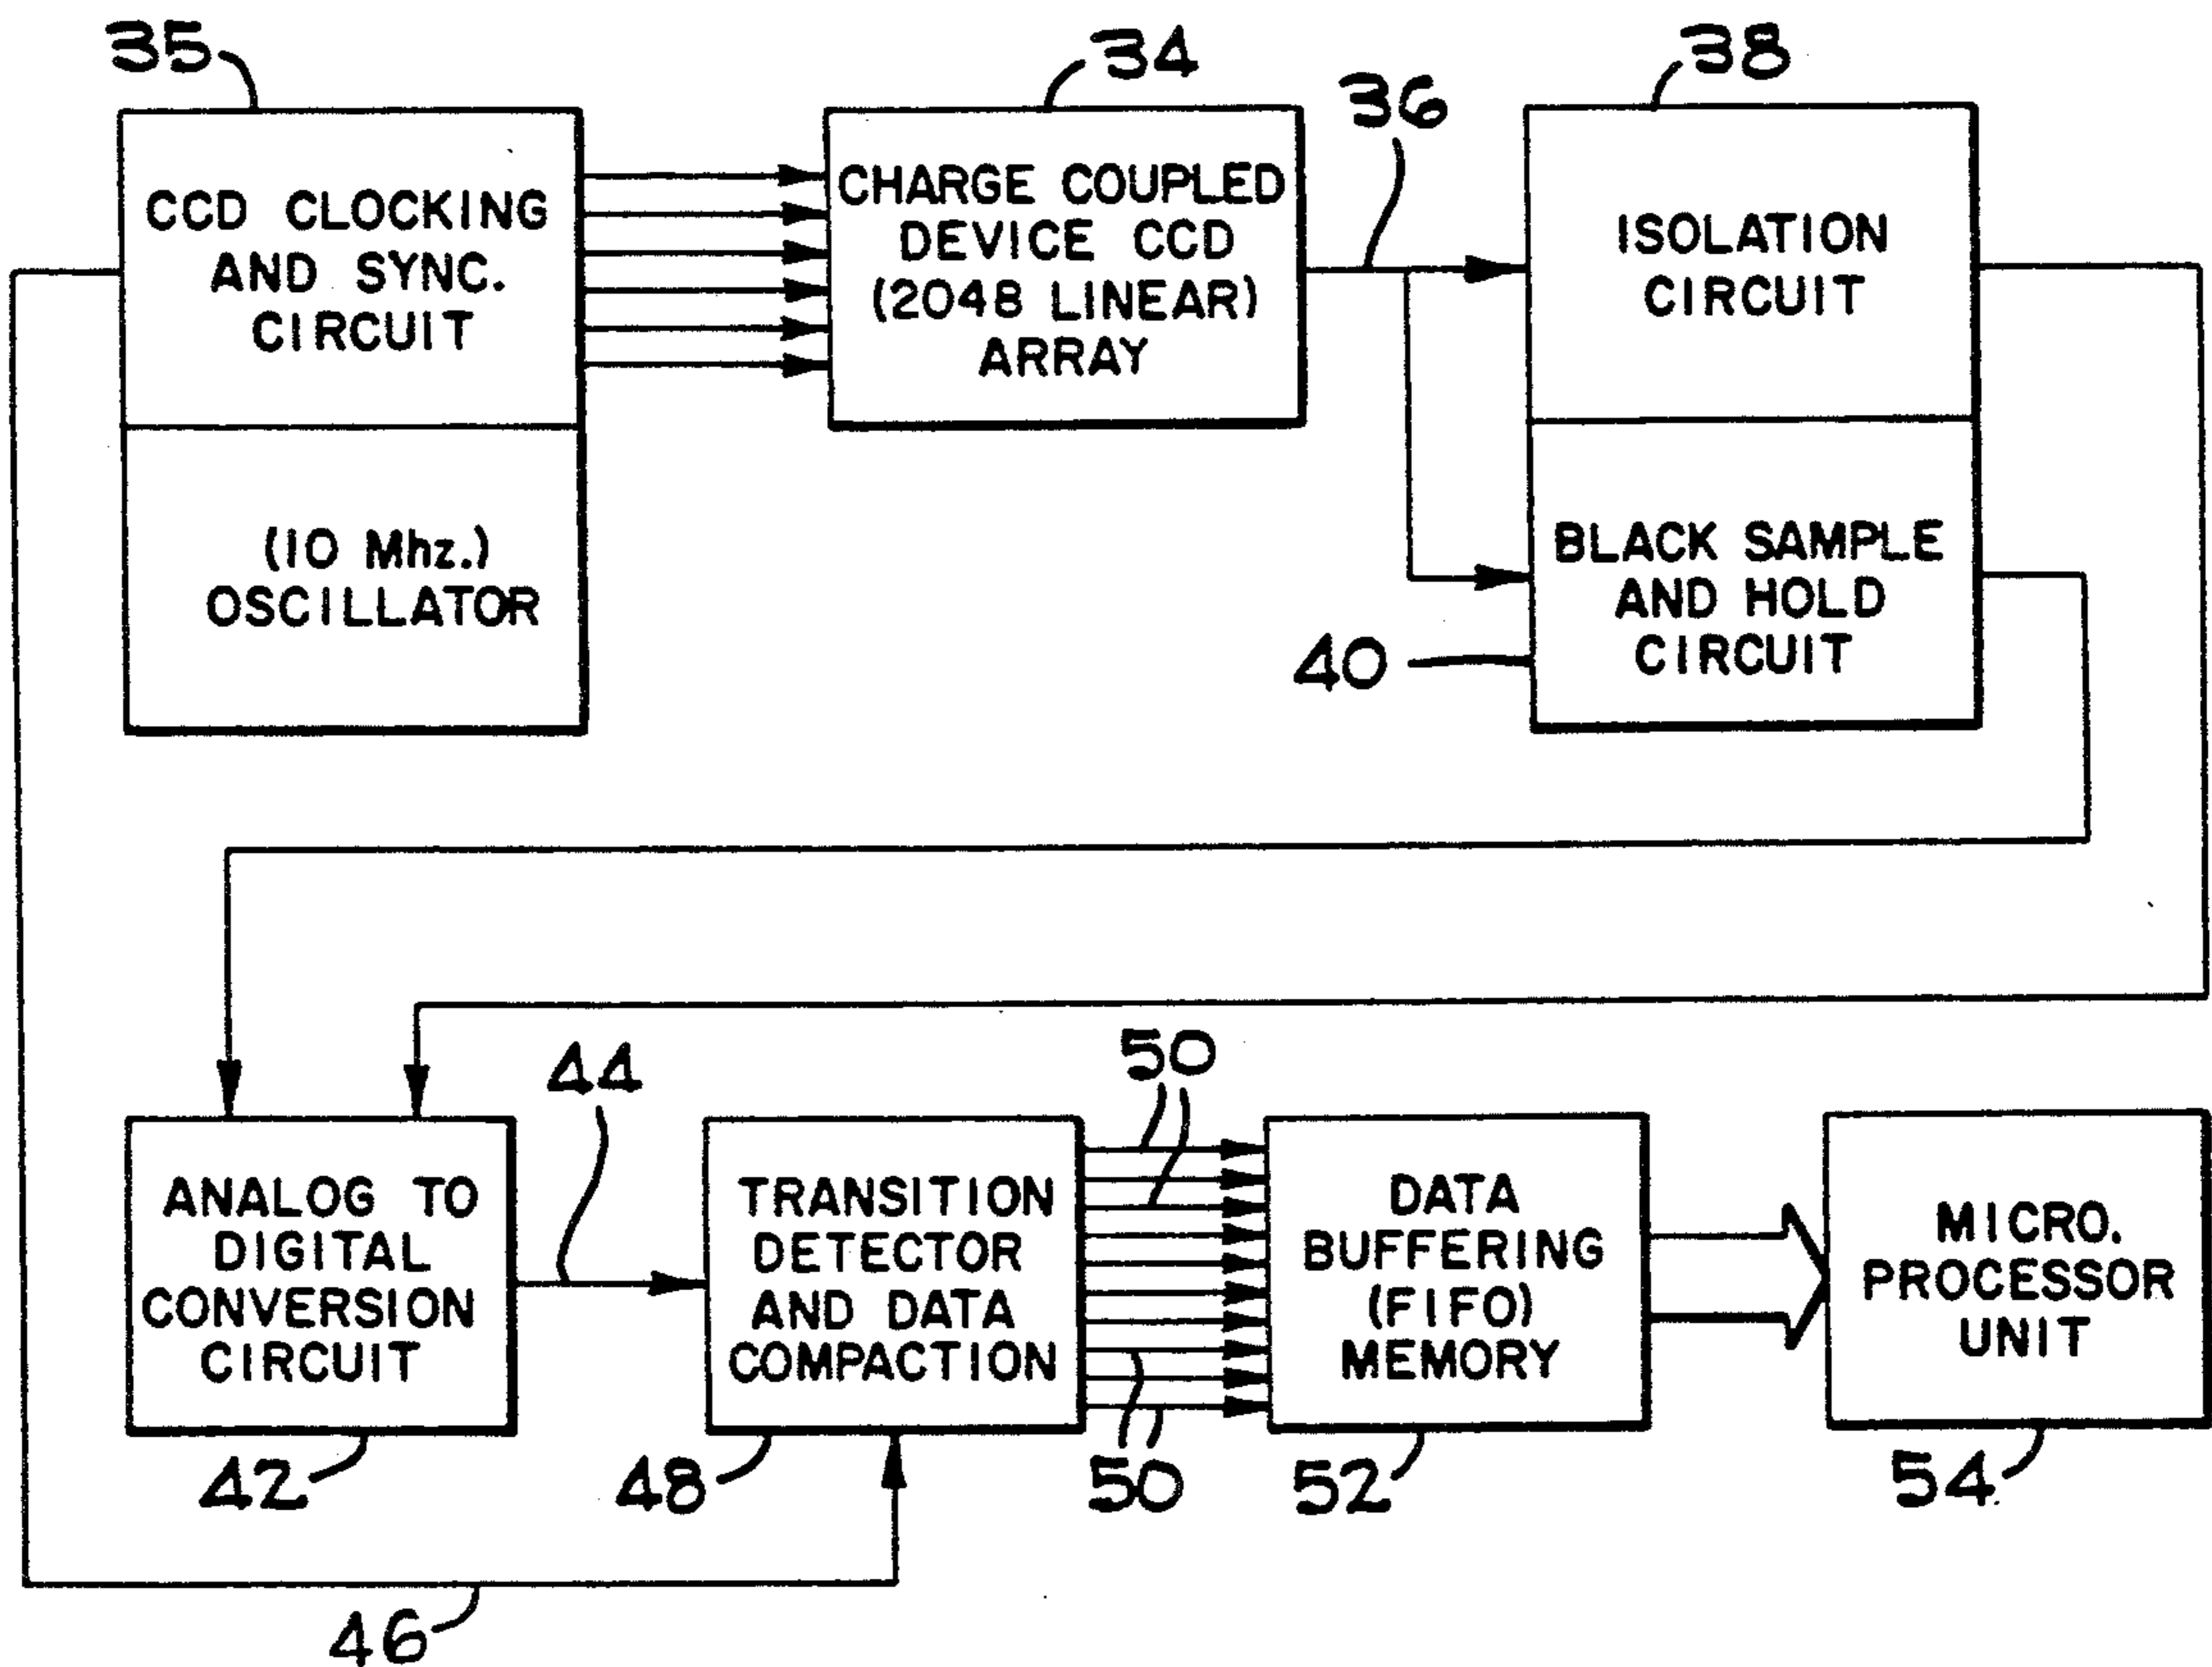 35
34
36
38
CCD CLOCKING
AND SYNC.
CIRCUIT
(10 Mhz.)
OSCILLATOR
CHARGE COUPLED
DEVICE CCD
(2048 LINEAR)
ARRAY
ISOLATION
CIRCUIT
BLACK SAMPLE
AND HOLD
CIRCUIT
40
44
50
ANALOG TO
DIGITAL
CONVERSION
CIRCUIT
TRANSITION
DETECTOR
AND DATA
COMPACTION
DATA
BUFFERING
(FIFO)
MEMORY
MICRO.
PROCESSOR
UNIT
42
48
50
52
54
46